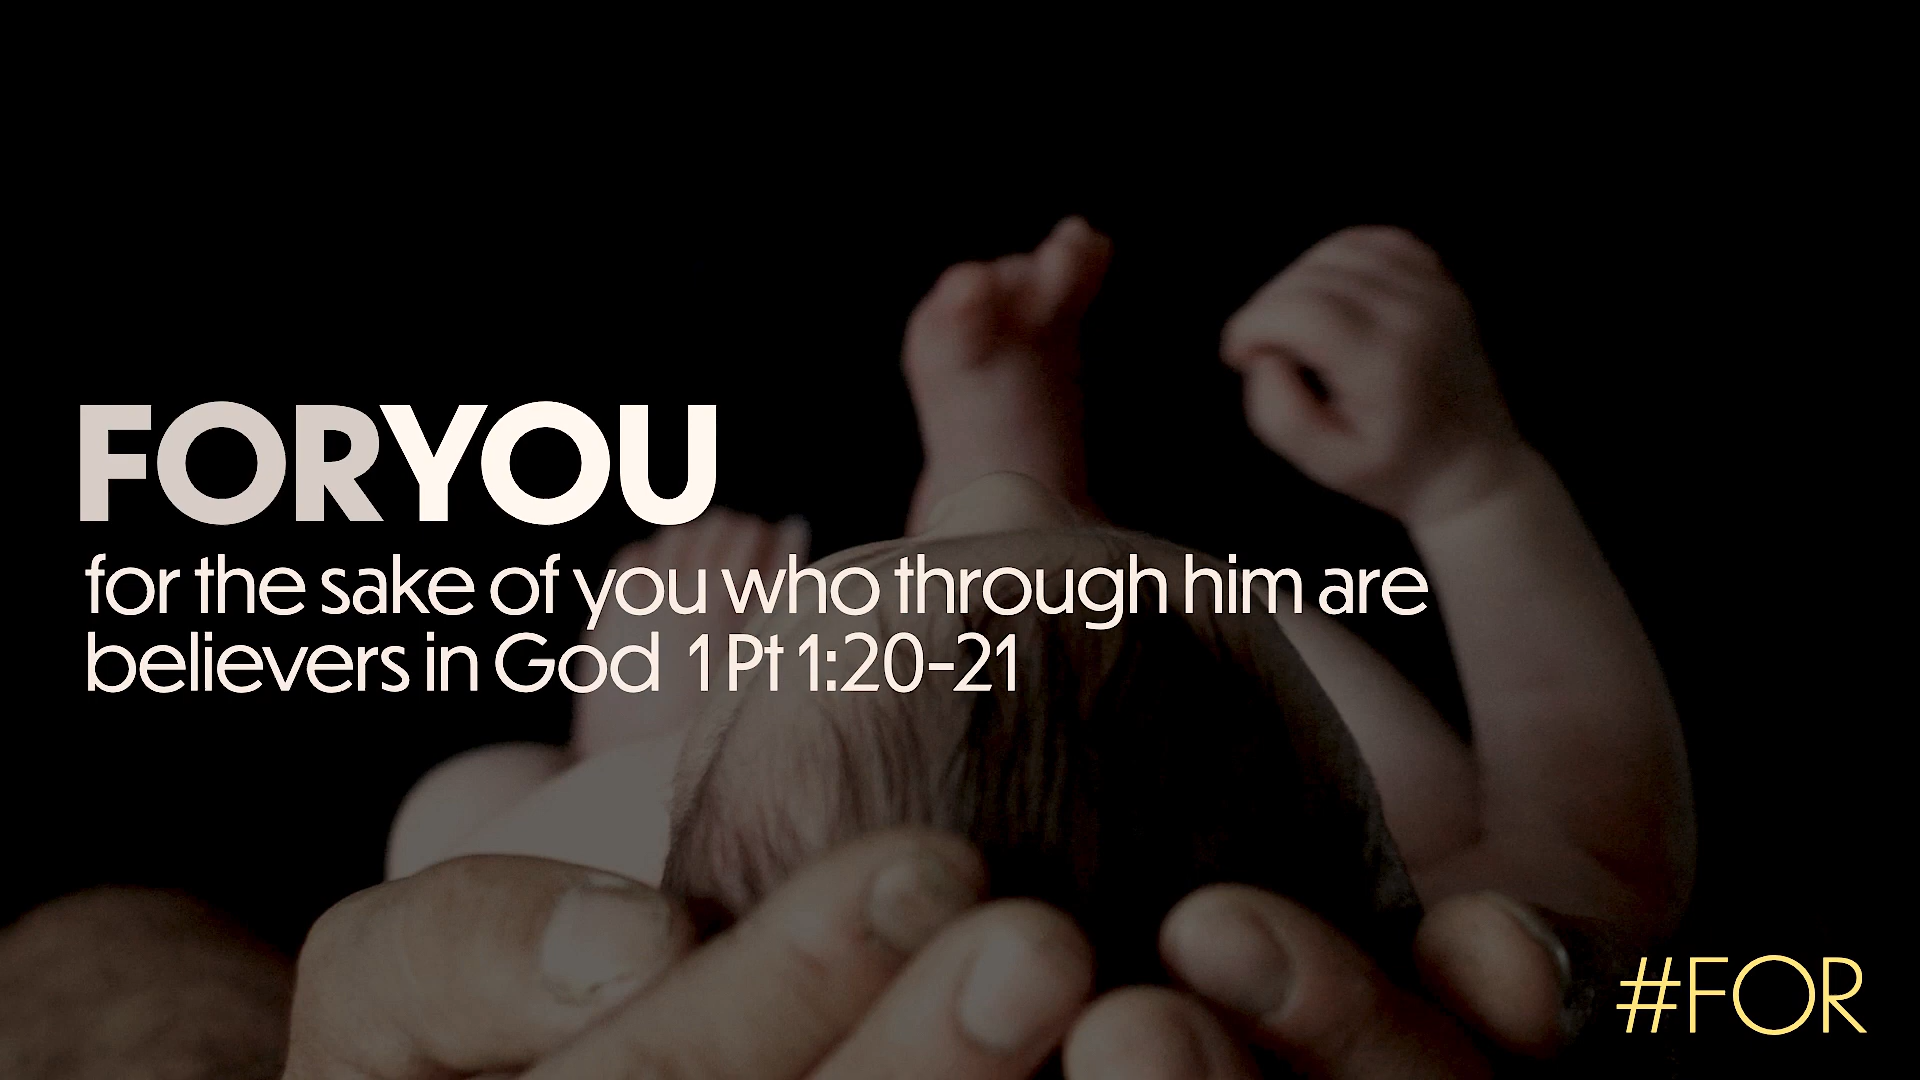 FORYOU
for the sake of you who through him are
believers in God 1 Pt 1:20-21
#FOR